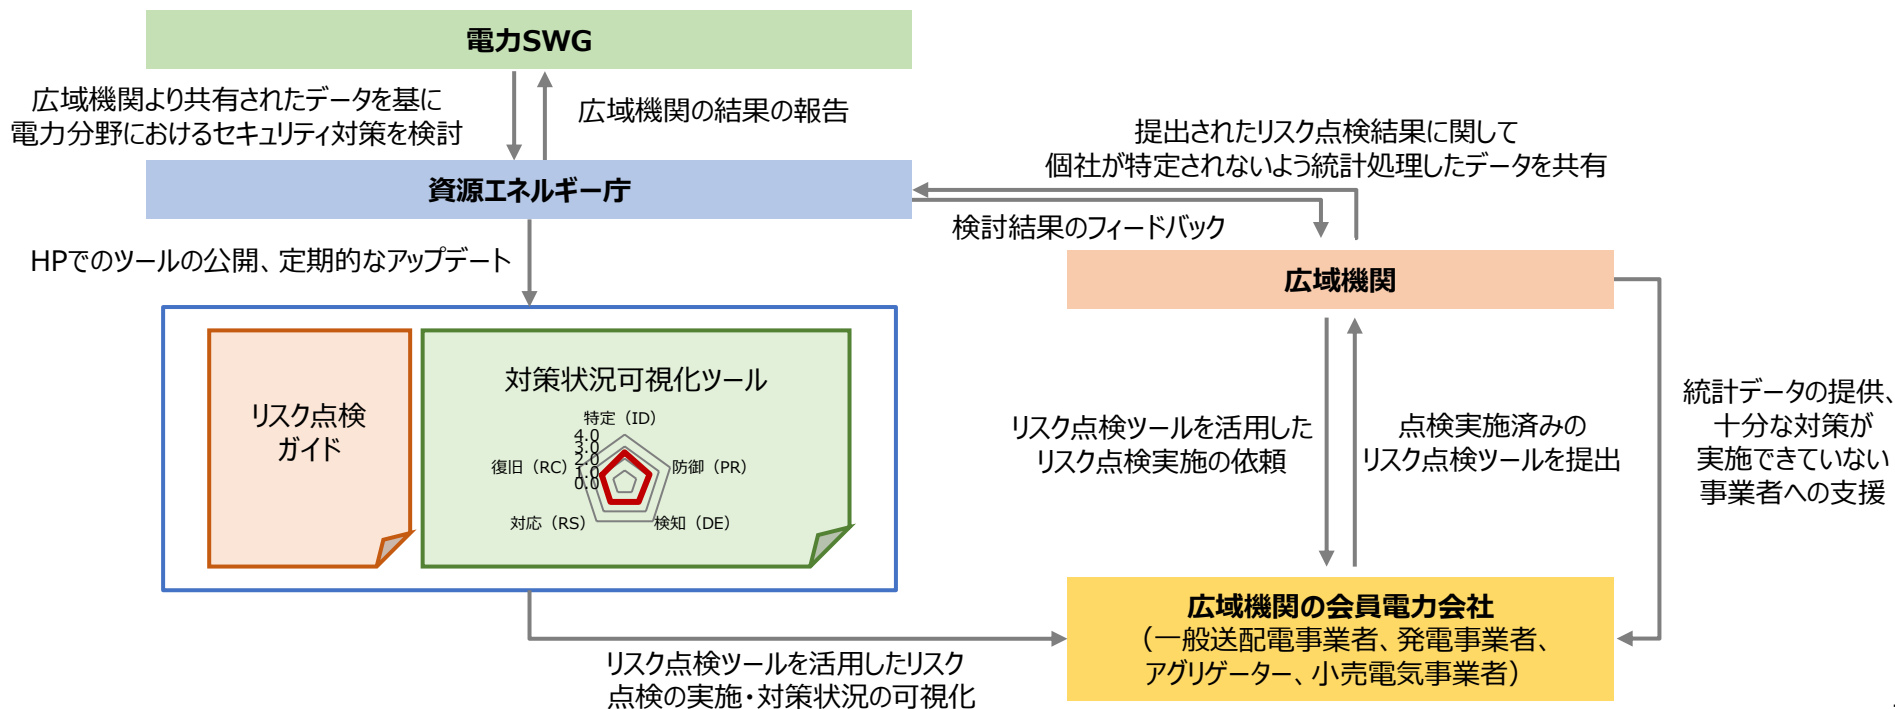 電力SWG
広域機関より共有されたデータを基に
電力分野におけるセキュリティ対策を検討
広域機関の結果の報告
提出されたリスク点検結果に関して
個社が特定されないよう統計処理したデータを共有
資源エネルギー庁
検討結果のフィードバック
HPでのツールの公開、定期的なアップデート
広域機関
リスク点検
ガイド
対策状況可視化ツール
特定（ID）
4.0
3.0
2.0
1.0
0.0
復旧（RC）
防御（PR）
対応（RS）
検知（DE）
リスク点検ツールを活用した
リスク点検実施の依頼
点検実施済みの
リスク点検ツールを提出
統計データの提供、
十分な対策が
実施できていない
事業者への支援
広域機関の会員電力会社
（一般送配電事業者、発電事業者、
アグリゲーター、小売電気事業者）
リスク点検ツールを活用したリスク
点検の実施・対策状況の可視化